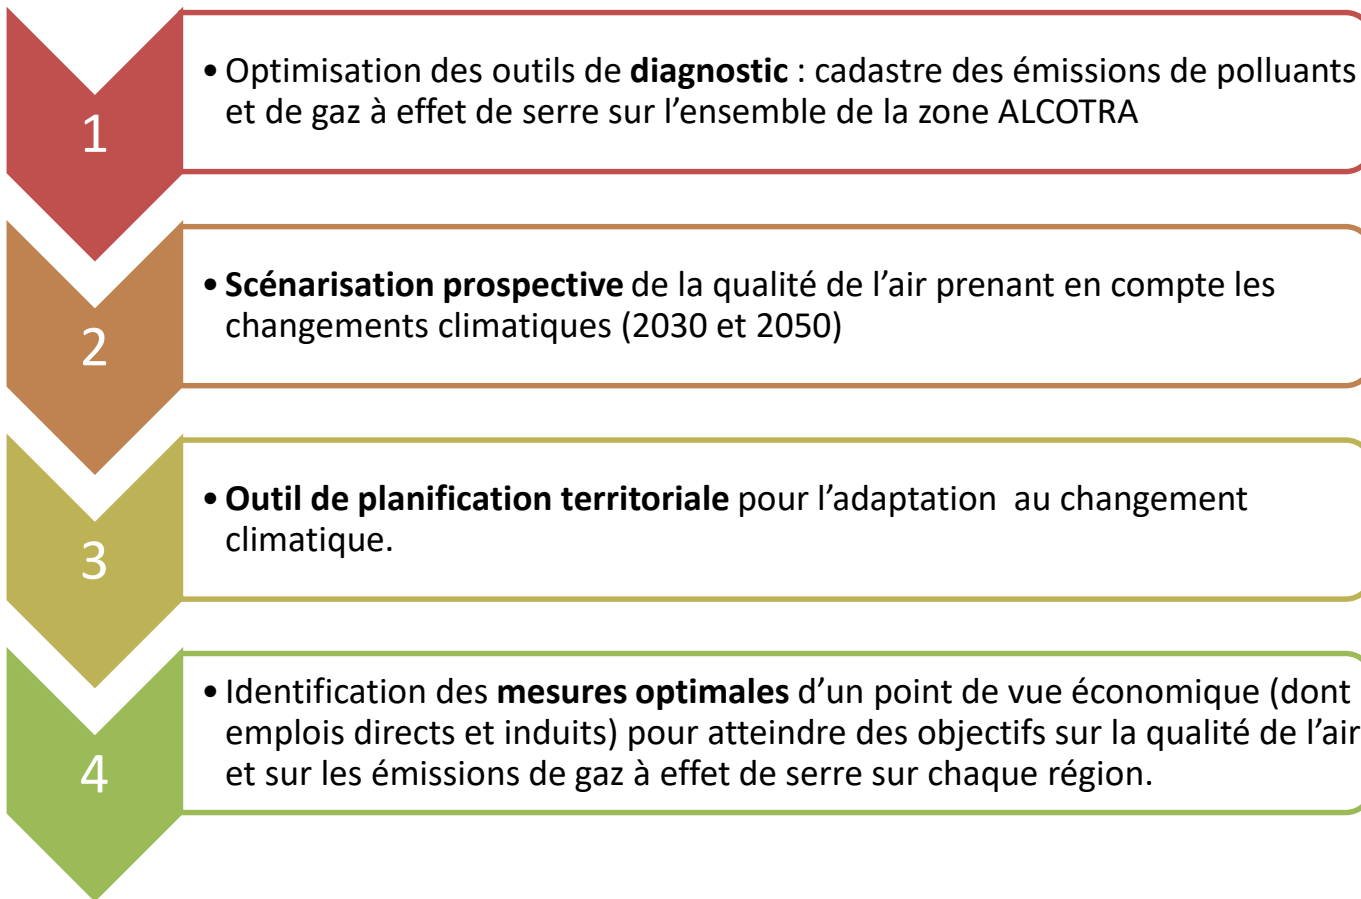 1
• Optimisation des outils de diagnostic : cadastre des émissions de polluants
et de gaz à effet de serre sur l’ensemble de la zone ALCOTRA
2
• Scénarisation prospective de la qualité de l’air prenant en compte les
changements climatiques (2030 et 2050)
3
• Outil de planification territoriale pour l’adaptation  au changement
climatique.
4
• Identification des mesures optimales d’un point de vue économique (dont
emplois directs et induits) pour atteindre des objectifs sur la qualité de l’air
et sur les émissions de gaz à effet de serre sur chaque région.